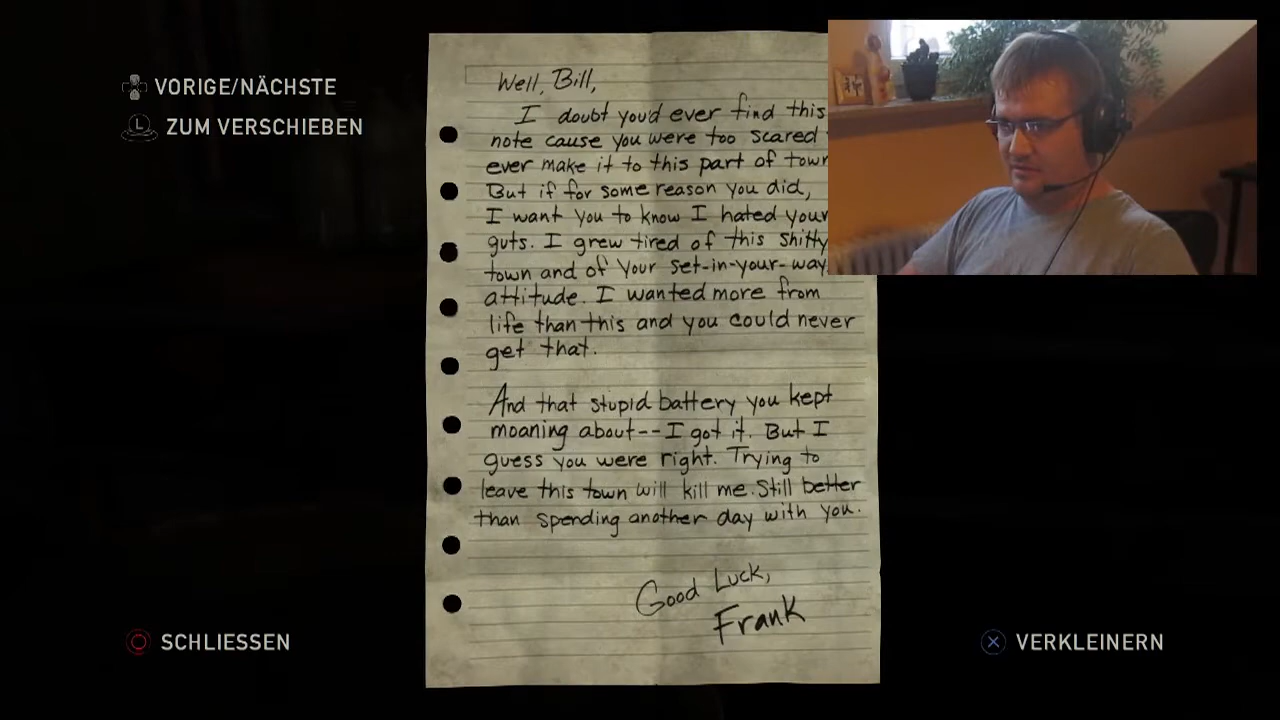 VORIGE/NÄCHSTE
ZUM VERSCHIEBEN
Well, Bill,
I doubt you'd ever find this
note cause you were too scared
ever make it to this part of town
But if for some reason you did,
I want you to know I hated your
guts. I grew tired of this shitty
town and of your set-in-your-way
attitude. I wanted more from
life than this and you could never
get that.
And that stupid battery you kept
moaning about--I got it. But I
guess you were right. Trying to
leave this town will kill me. Still better
than spending another day with you.
Good Luck,
Frank
SCHLIESSEN
VERKLEINERN